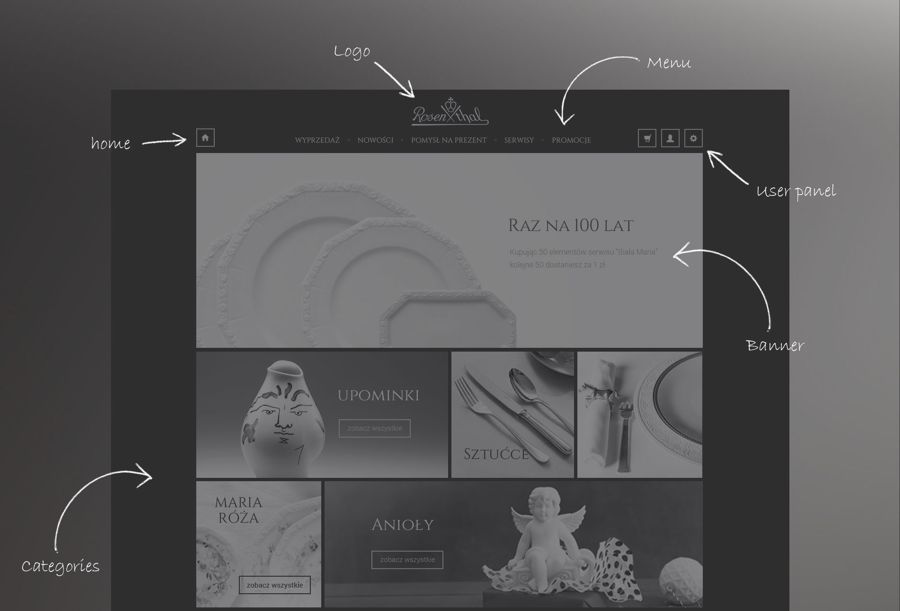 Logo
Menu
Rosenthal
home
WYPRZEDAŻ NOWOŚCI POMYSŁ NA PREZENT SERWISY PROMOCJE
User panel
RAZ NA 100 LAT
Kupując 50 elementów serwisu "Biała Maria"
kolejne 50 dostaniesz za 1 zł
Banner
UPOMINKI
zobacz wszystkie
SZTUĆCE
MARIA
RÓŻA
zobacz wszystkie
ANIOŁY
zobacz wszystkie
Categories